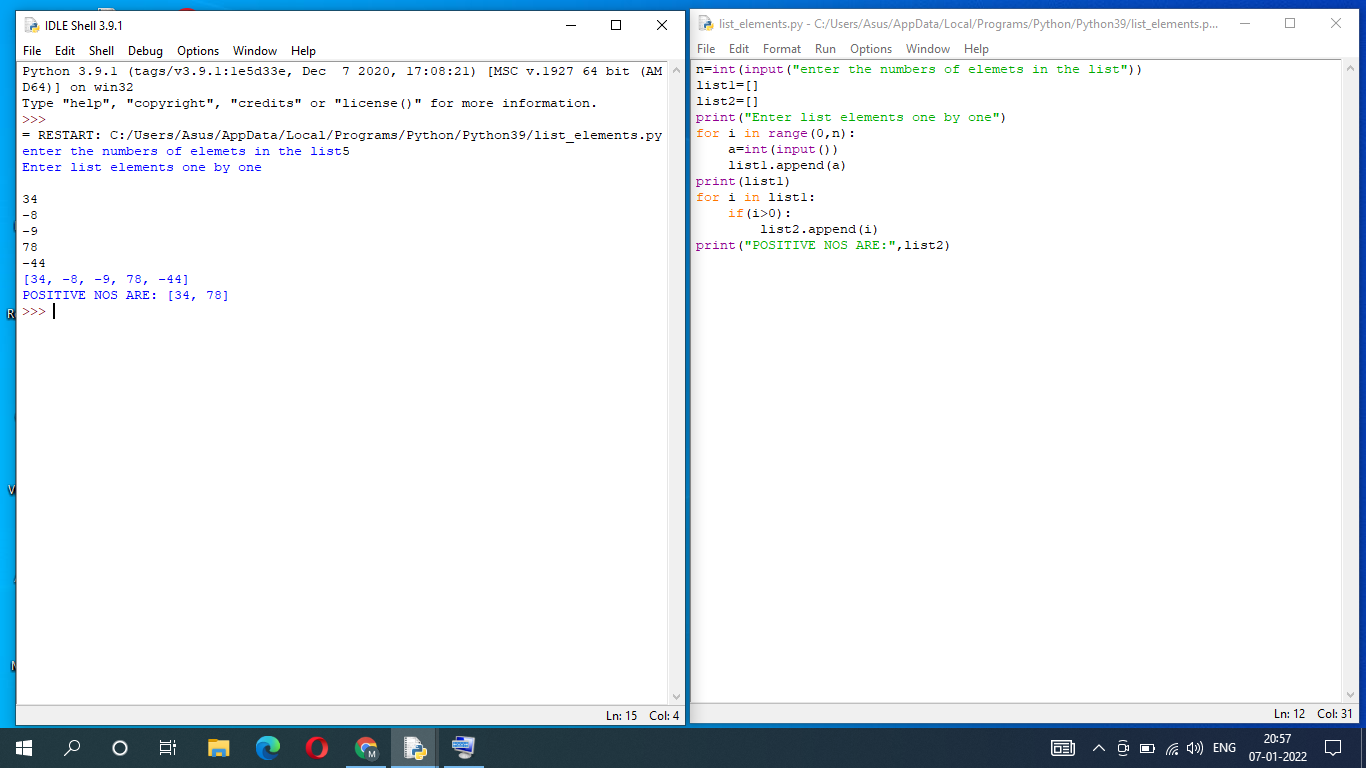 IDLE Shell 3.9.1
File Edit Shell Debug Options Window Help
Python 3.9.1 (tags/v3.9.1:1e5d33e, Dec  7 2020, 17:08:21) [MSC v.1927 64 bit (AM
D64)] on win32
Type "help", "copyright", "credits" or "license()" for more information.
>>>
= RESTART: C:/Users/Asus/AppData/Local/Programs/Python/Python39/list_elements.py
enter the numbers of elemets in the list5
Enter list elements one by one
34
-8
-9
78
-44
[34, -8, -9, 78, -44]
POSITIVE NOS ARE: [34, 78]
>>>
Ln: 15 Col: 4
list_elements.py - C:/Users/Asus/AppData/Local/Programs/Python/Python39/list_elements.p...
File Edit Format Run Options Window Help
n=int(input("enter the numbers of elemets in the list"))
list1=[]
list2=[]
print("Enter list elements one by one")
for i in range(0,n):
    a=int(input())
    list1.append(a)
print(list1)
for i in list1:
    if(i>0):
        list2.append(i)
print("POSITIVE NOS ARE:",list2)
Ln: 12 Col: 31
ENG
20:57
07-01-2022